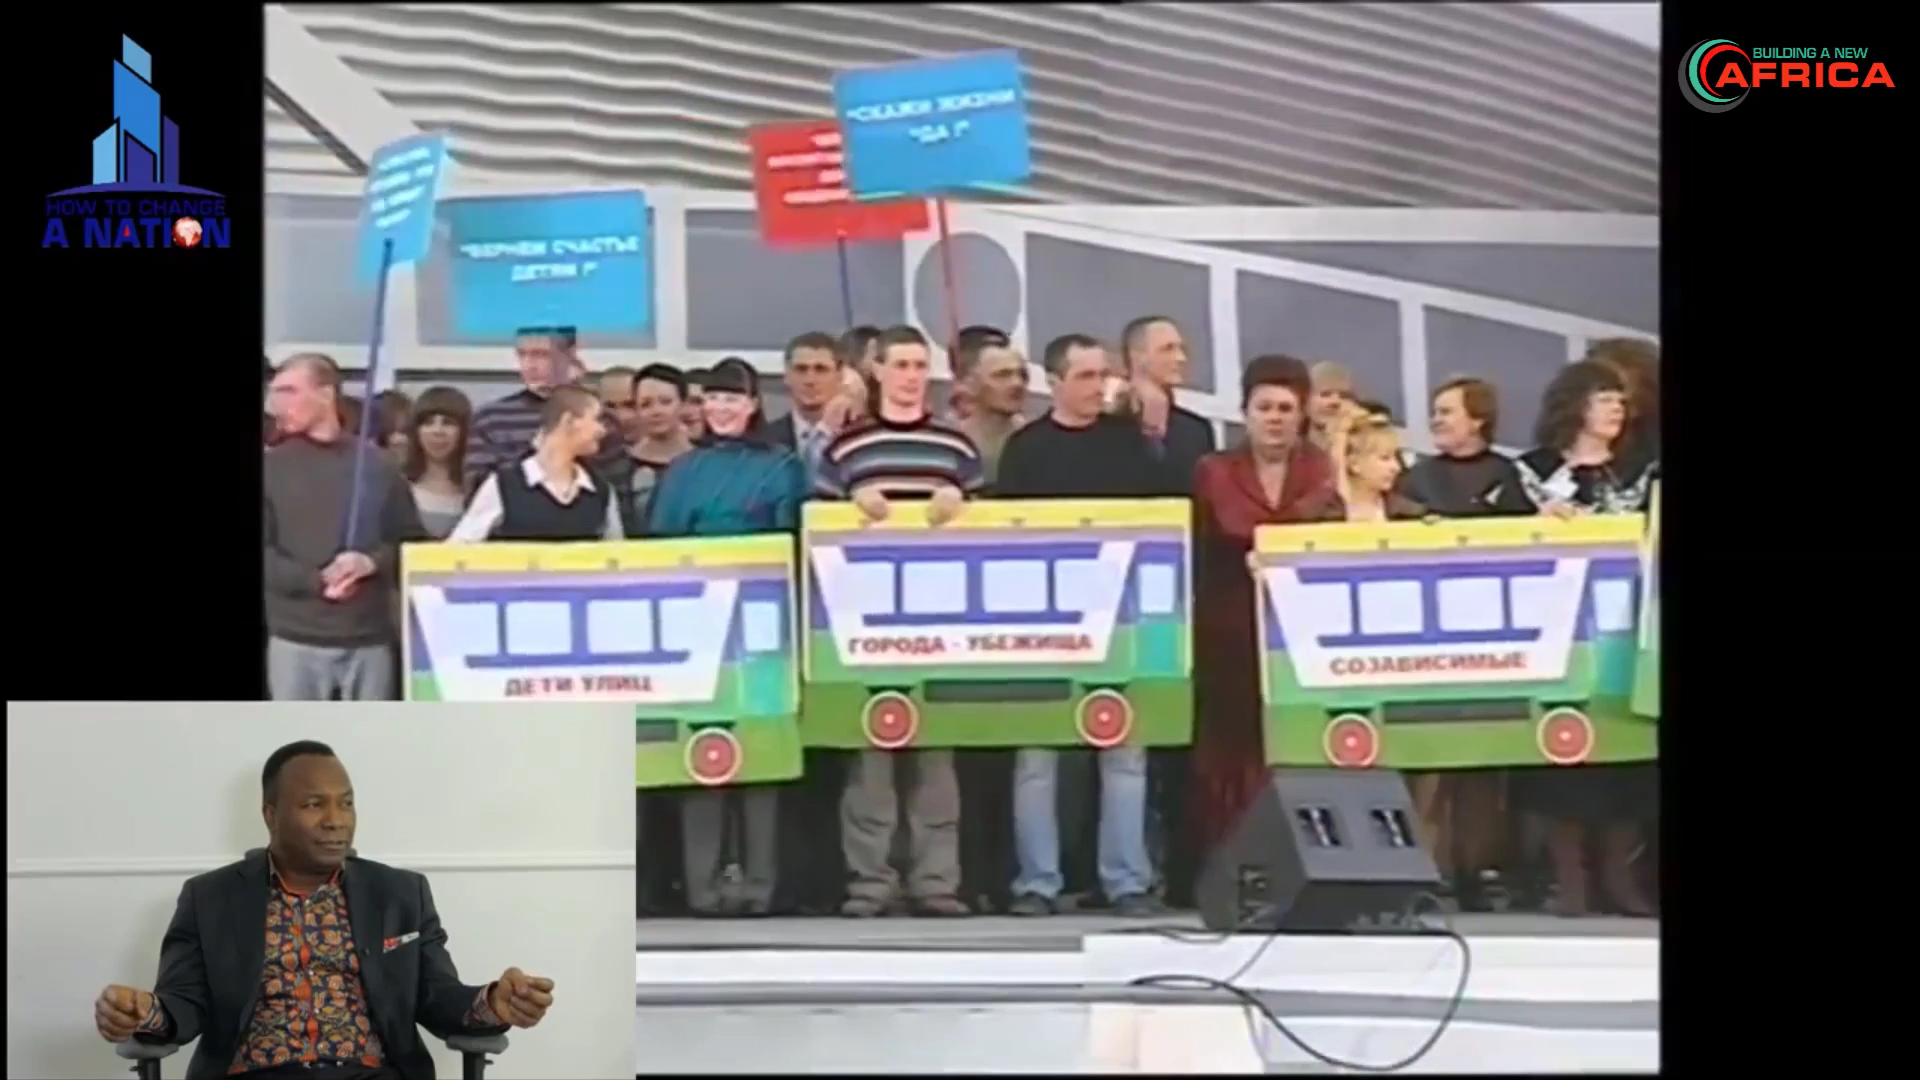 HOW TO CHANGE
A NATION
BUILDING A NEW
AFRICA
"СКАЖИ ЖИЗНИ
"ДА !"
"ВЕРНЕМ СЧАСТЬЕ
ДЕТЯМ !"
ДЕТИ УЛИЦ
ГОРОДА - УБЕЖИЩА
СОЗАВИСИМЫЕ